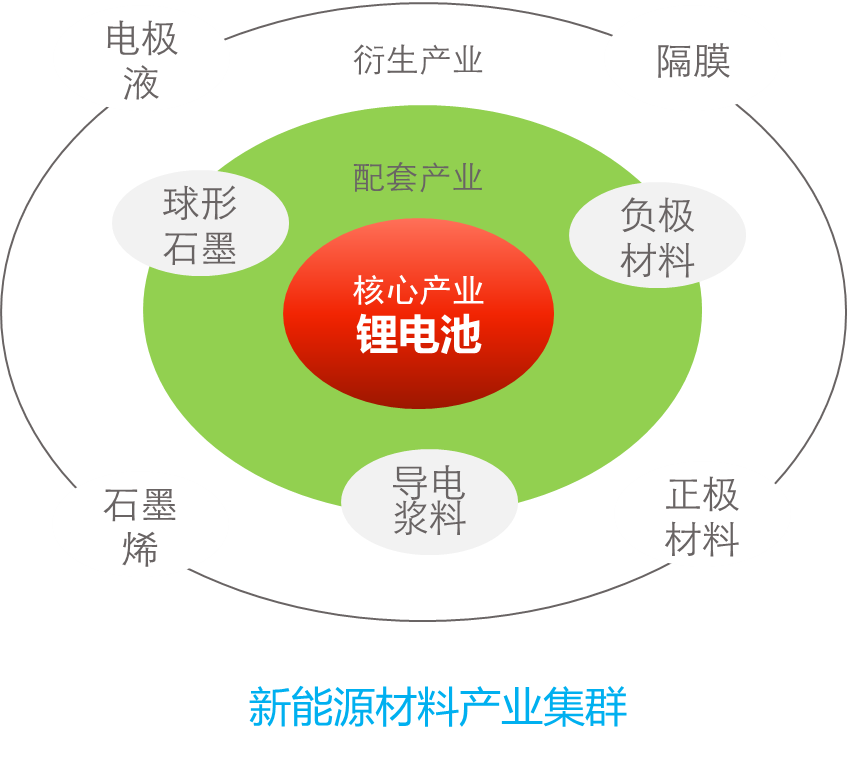 电极
液
衍生产业
隔膜
配套产业
球形
石墨
负极
材料
核心产业
锂电池
导电
浆料
石墨
烯
正极
材料
新能源材料产业集群